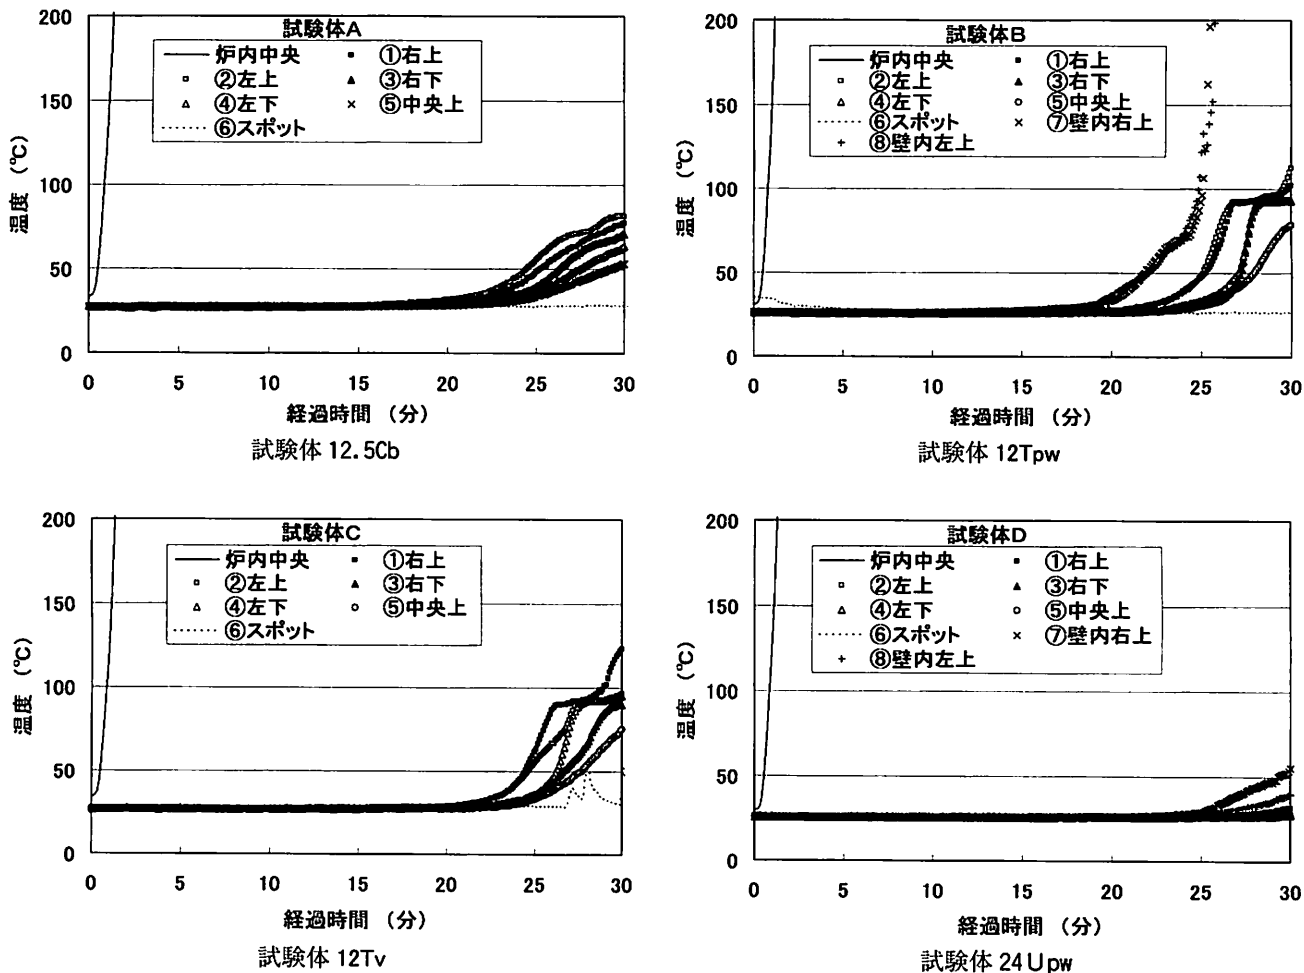 試験体A
炉内中央 ①右上
②左上 ③右下
④左下 ⑤中央上
⑥スポット
200
150
100
50
0
温度 (℃)
0 5 10 15 20 25 30
経過時間 (分)
試験体 12.5Cb
試験体B
炉内中央 ①右上
②左上 ③右下
④左下 ⑤中央上
⑥スポット ⑦壁内右上
⑧壁内左上
200
150
100
50
0
温度 (℃)
0 5 10 15 20 25 30
経過時間 (分)
試験体 12Tpw
試験体C
炉内中央 ①右上
②左上 ③右下
④左下 ⑤中央上
⑥スポット
200
150
100
50
0
温度 (℃)
0 5 10 15 20 25 30
経過時間 (分)
試験体 12Tv
試験体D
炉内中央 ①右上
②左上 ③右下
④左下 ⑤中央上
⑥スポット ⑦壁内右上
⑧壁内左上
200
150
100
50
0
温度 (℃)
0 5 10 15 20 25 30
経過時間 (分)
試験体 24Upw